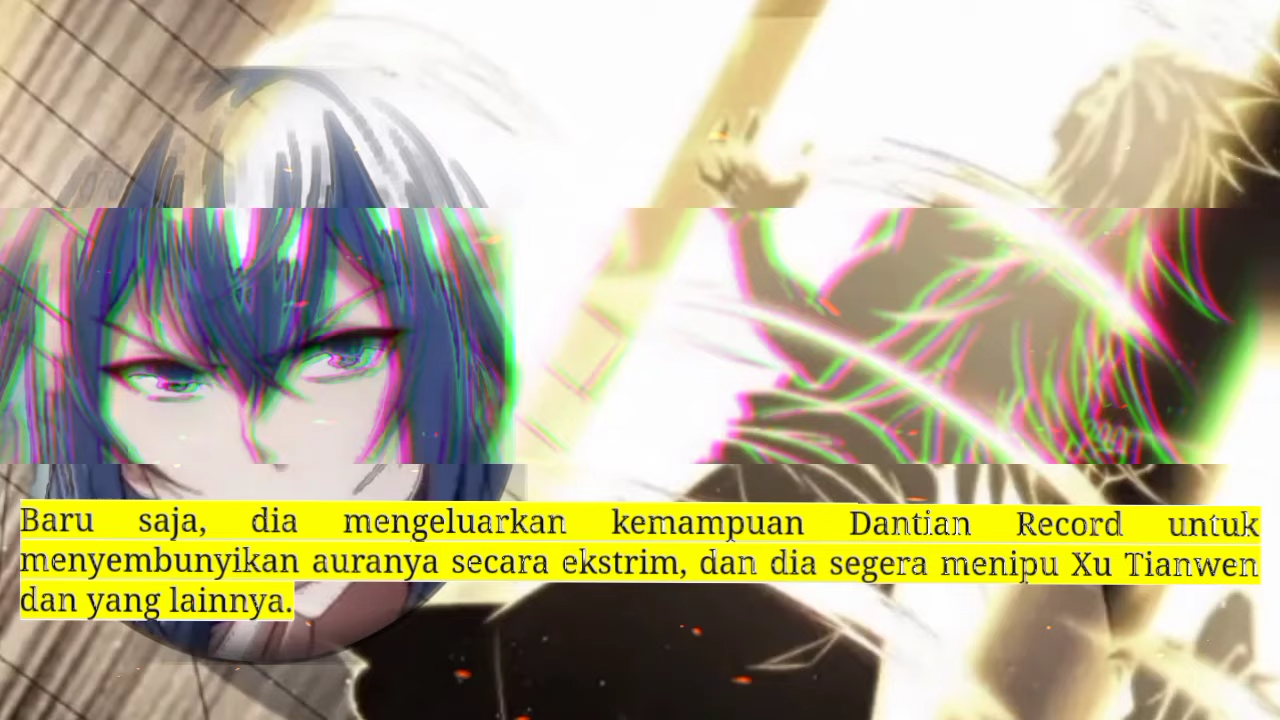 Baru saja, dia mengeluarkan kemampuan Dantian Record untuk
menyembunyikan auranya secara ekstrim, dan dia segera menipu Xu Tianwen
dan yang lainnya.